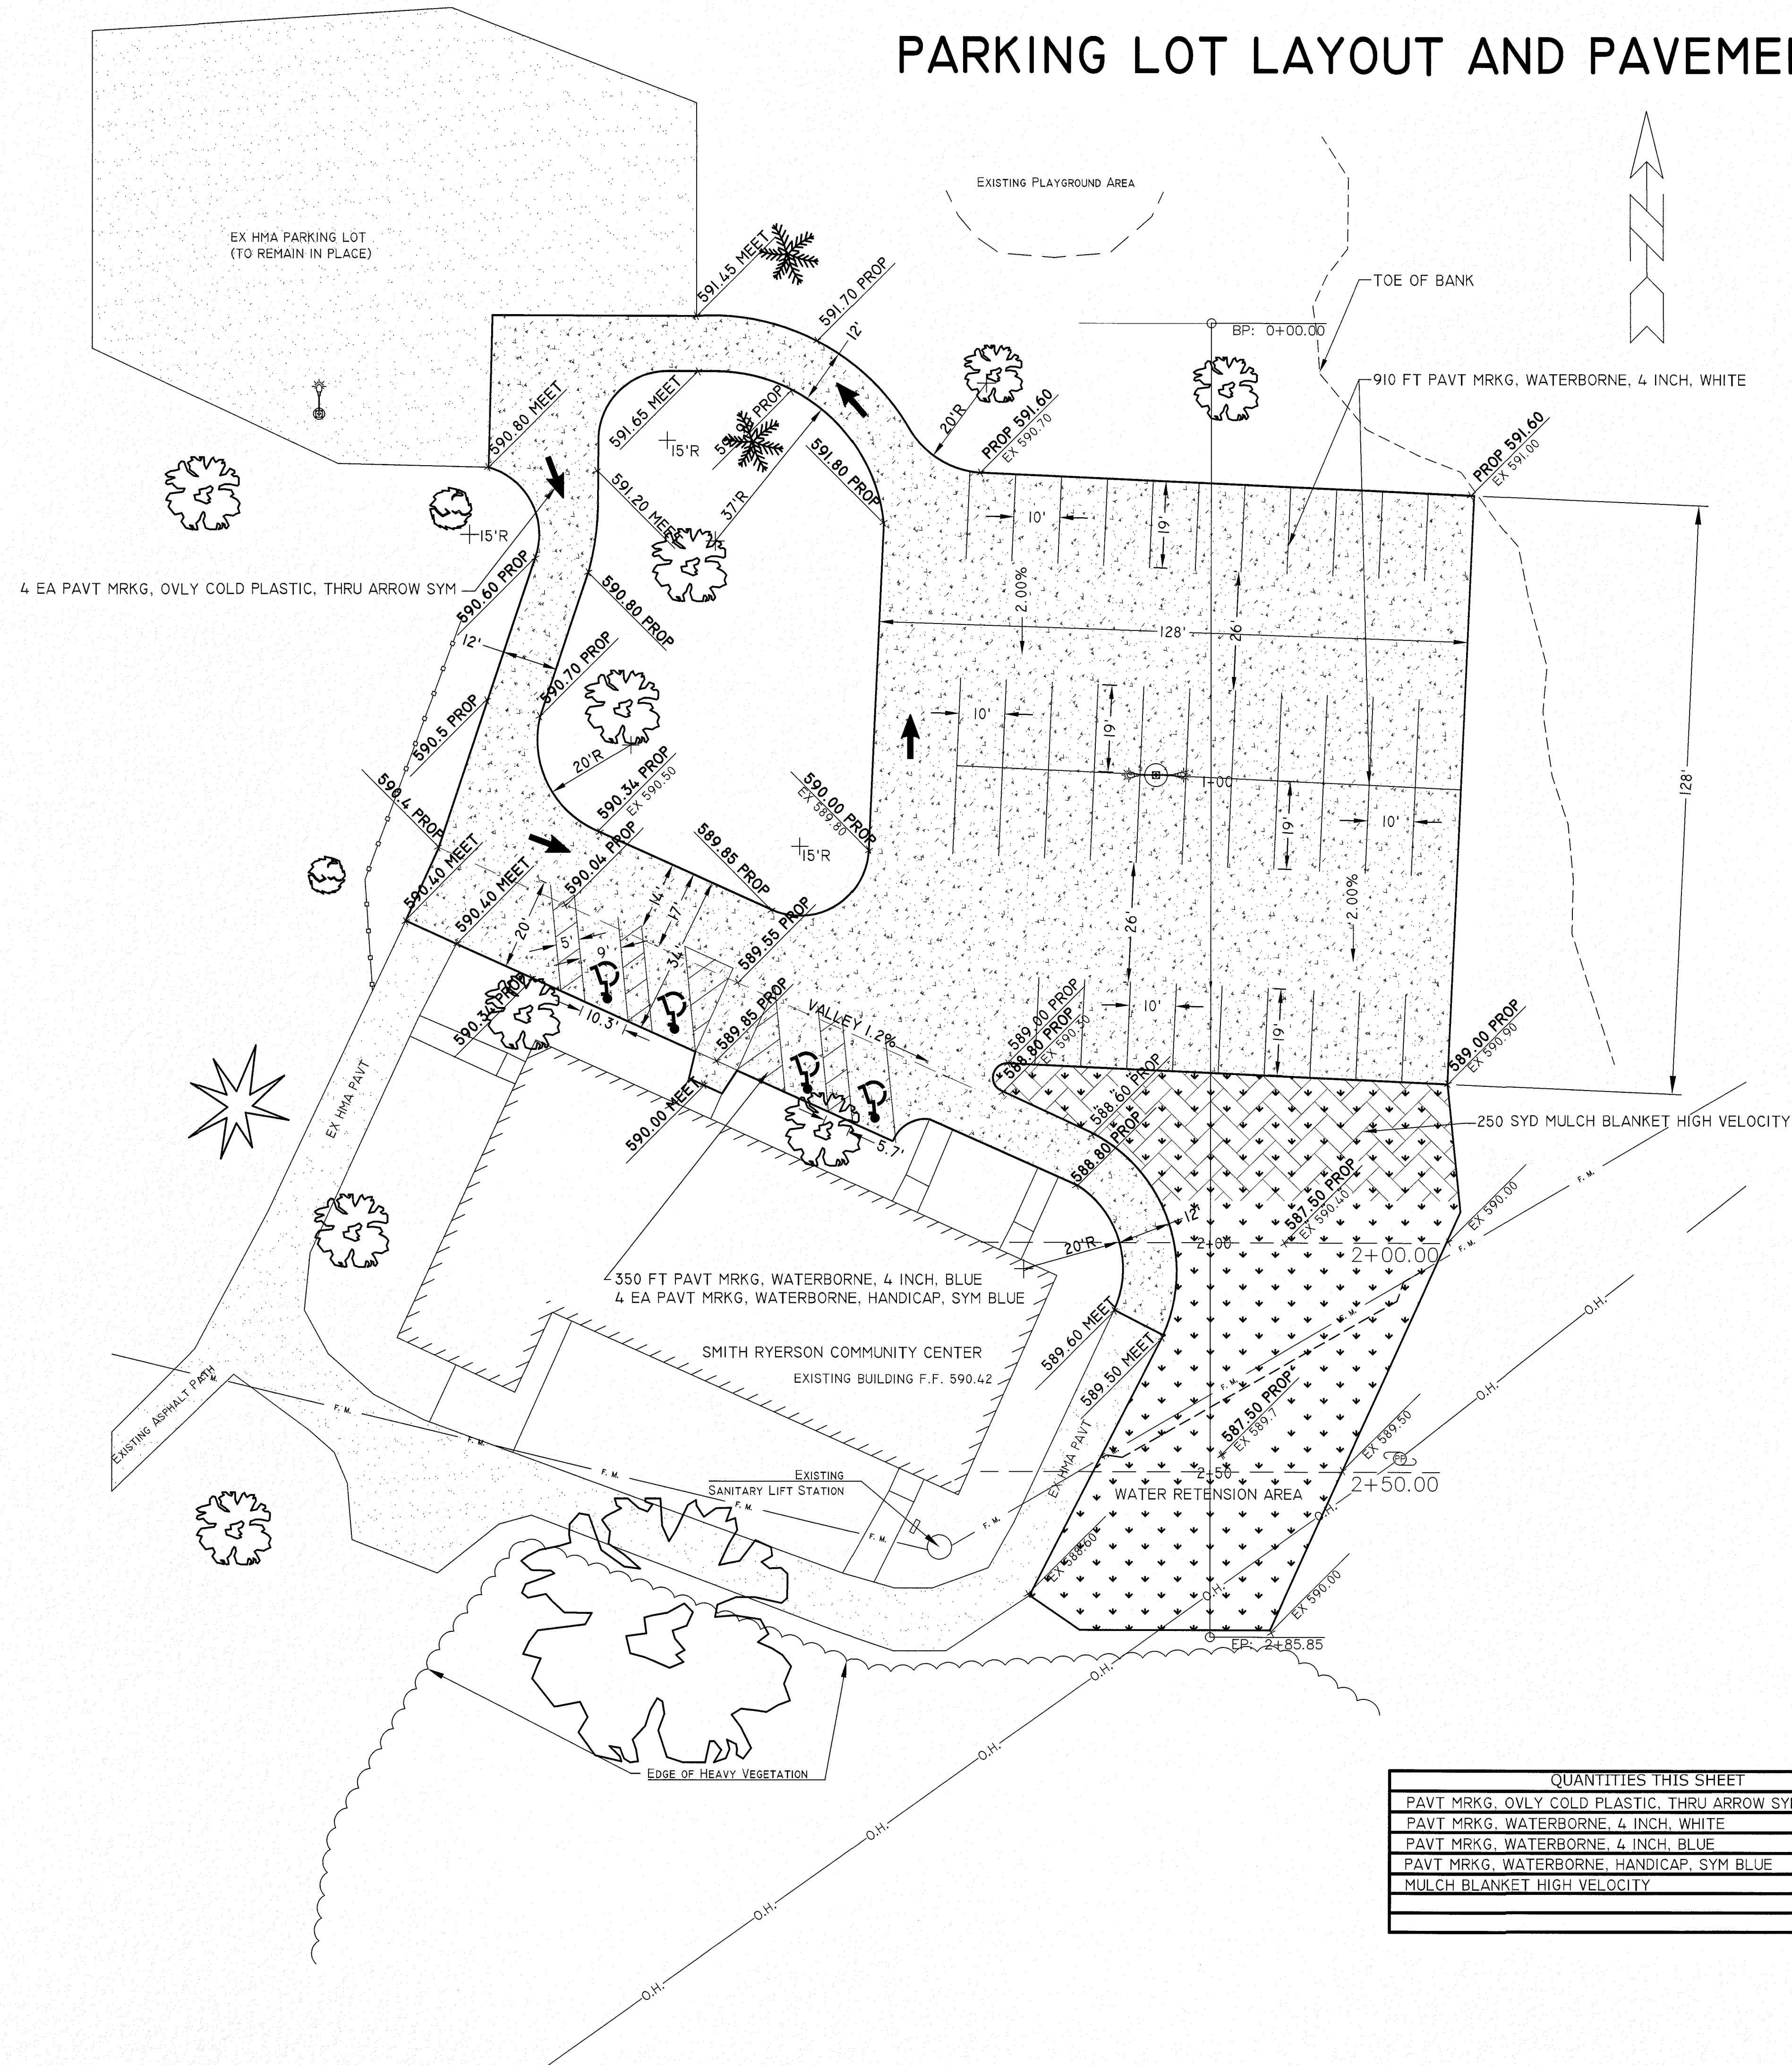 PARKING LOT LAYOUT AND PAVEME
EXISTING PLAYGROUND AREA
EX HMA PARKING LOT
(TO REMAIN IN PLACE)
591.45 MEET
591.70 PROP
12'
TOE OF BANK
BP: 0+00.00
910 FT PAVT MRKG, WATERBORNE, 4 INCH, WHITE
590.80 MEET
591.65 MEET
15'R
591.80 PROP
20'R
PROP 591.60
EX 590.70
PROP 591.60
EX 591.00
591.20 MEET
37'R
15'R
10'
19'
4 EA PAVT MRKG, OVLY COLD PLASTIC, THRU ARROW SYM
590.60 PROP
590.80 PROP
2.00%
128'
26'
12'
590.70 PROP
590.5 PROP
10'
19'
20'R
590.34 PROP
EX 590.50
590.00 PROP
EX 589.80
1+00
128'
590.4 PROP
590.40 MEET
590.40 MEET
590.04 PROP
589.85 PROP
15'R
19'
10'
20'
14'
17'
34'
5'
9'
589.55 PROP
26'
2.00%
590.34 PROP
10.3'
589.85 PROP
VALLEY 1.2%
589.00 PROP
588.80 PROP
EX 590.30
10'
19'
589.00 PROP
EX 590.90
EX HMA PAVT
590.00 MEET
5.7'
588.60 PROP
588.80 PROP
250 SYD MULCH BLANKET HIGH VELOCITY
587.50 PROP
EX 590.40
EX 590.00
F. M.
12'
20'R
2+00
2+00.00
F. M.
350 FT PAVT MRKG, WATERBORNE, 4 INCH, BLUE
4 EA PAVT MRKG, WATERBORNE, HANDICAP, SYM BLUE
O.H.
589.60 MEET
F. M.
SMITH RYERSON COMMUNITY CENTER
EXISTING BUILDING F.F. 590.42
589.50 MEET
F. M.
O.H.
EXISTING ASPHALT PATH
F. M.
F. M.
587.50 PROP
EX 589.7
EX 589.50
F. M.
F. M.
EX HMA PAVT
2+50
2+50.00
EXISTING
SANITARY LIFT STATION
WATER RETENSION AREA
F. M.
F. M.
F. M.
O.H.
EX 588.60
O.H.
EX 590.00
EP: 2+85.85
O.H.
EDGE OF HEAVY VEGETATION
O.H.
O.H.
O.H.
O.H.
QUANTITIES THIS SHEET
PAVT MRKG, OVLY COLD PLASTIC, THRU ARROW SY
PAVT MRKG, WATERBORNE, 4 INCH, WHITE
PAVT MRKG, WATERBORNE, 4 INCH, BLUE
PAVT MRKG, WATERBORNE, HANDICAP, SYM BLUE
MULCH BLANKET HIGH VELOCITY